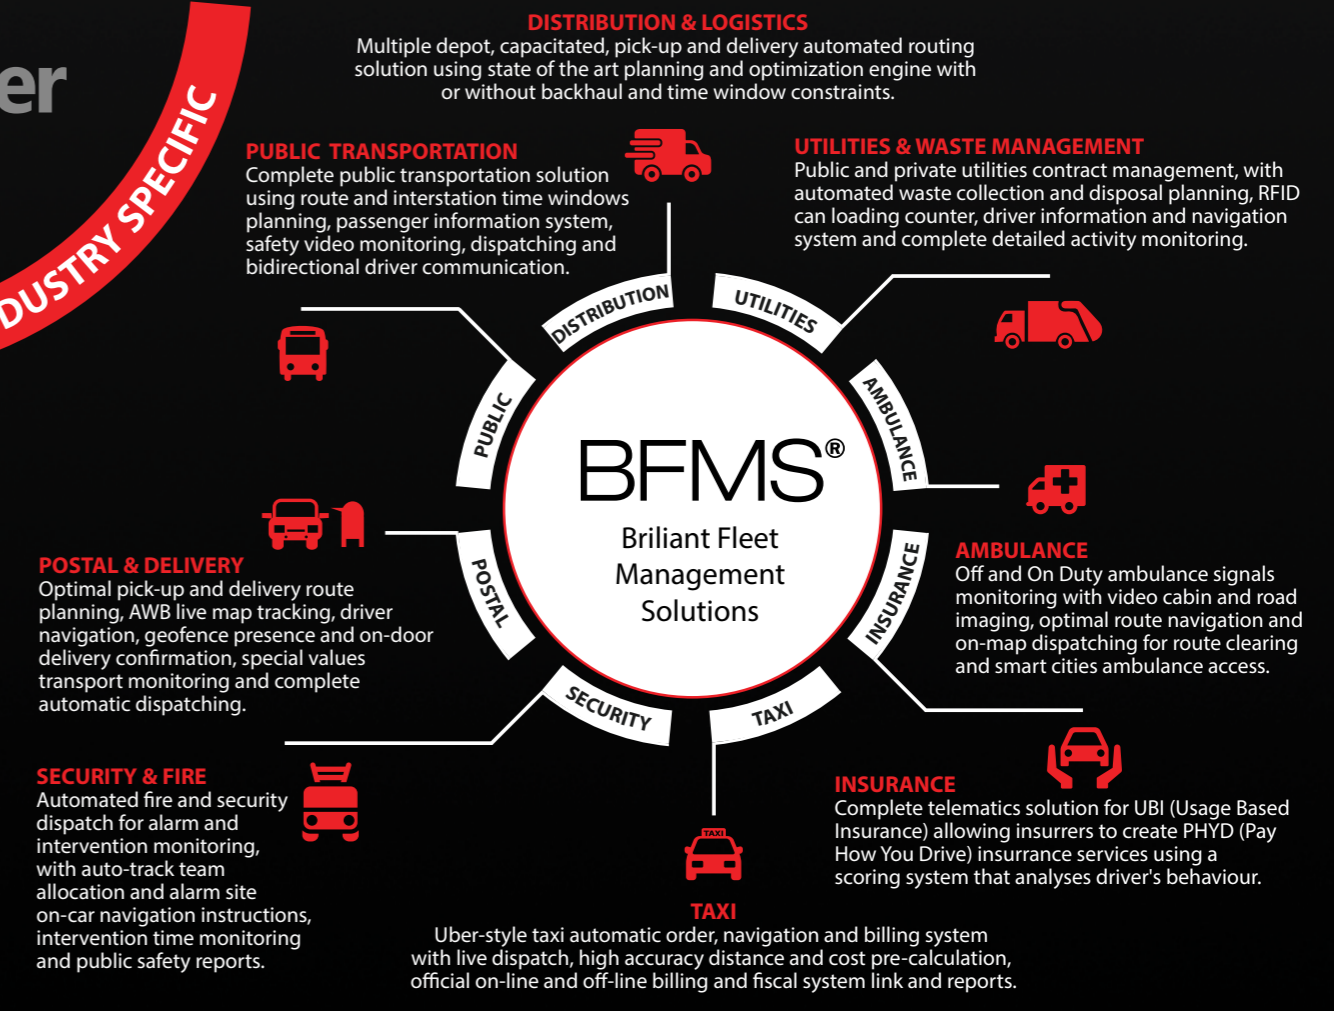 DISTRIBUTION & LOGISTICS
Multiple depot, capacitated, pick-up and delivery automated routing
solution using state of the art planning and optimization engine with
or without backhaul and time window constraints.
er
DUSTRY SPECIFIC
PUBLIC TRANSPORTATION
Complete public transportation solution
using route and interstation time windows
planning, passenger information system,
safety video monitoring, dispatching and
bidirectional driver communication.
UTILITIES & WASTE MANAGEMENT
Public and private utilities contract management, with
automated waste collection and disposal planning, RFID
can loading counter, driver information and navigation
system and complete detailed activity monitoring.
DISTRIBUTION
UTILITIES
PUBLIC
AMBULANCE
BFMS®
Briliant Fleet
Management
Solutions
POSTAL
INSURANCE
SECURITY
TAXI
POSTAL & DELIVERY
Optimal pick-up and delivery route
planning, AWB live map tracking, driver
navigation, geofence presence and on-door
delivery confirmation, special values
transport monitoring and complete
automatic dispatching.
AMBULANCE
Off and On Duty ambulance signals
monitoring with video cabin and road
imaging, optimal route navigation and
on-map dispatching for route clearing
and smart cities ambulance access.
SECURITY & FIRE
Automated fire and security
dispatch for alarm and
intervention monitoring,
with auto-track team
allocation and alarm site
on-car navigation instructions,
intervention time monitoring
and public safety reports.
INSURANCE
Complete telematics solution for UBI (Usage Based
Insurance) allowing insurrers to create PHYD (Pay
How You Drive) insurrance services using a
scoring system that analyses driver's behaviour.
TAXI
TAXI
Uber-style taxi automatic order, navigation and billing system
with live dispatch, high accuracy distance and cost pre-calculation,
official on-line and off-line billing and fiscal system link and reports.